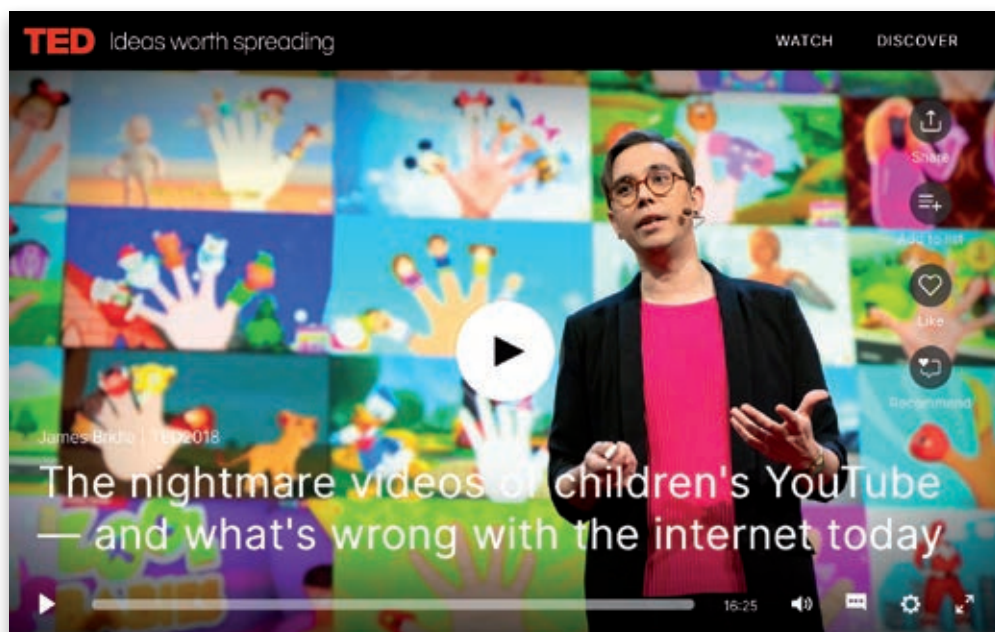 TED Ideas worth spreading
WATCH DISCOVER
Share
Add to list
Like
Recommend
James Bridle | TED2018
The nightmare videos of children's YouTube
— and what's wrong with the internet today
16:25